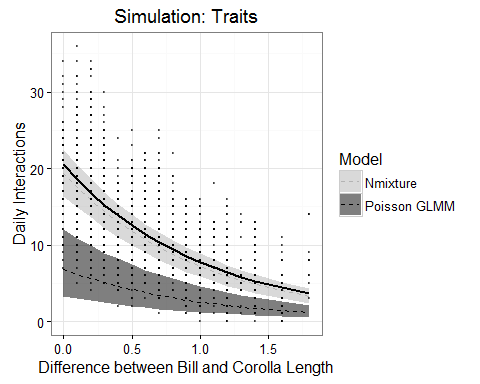 Simulation: Traits
Daily Interactions
30
20
10
0
0.0
0.5
1.0
1.5
Difference between Bill and Corolla Length
Model
Nmixture
Poisson GLMM